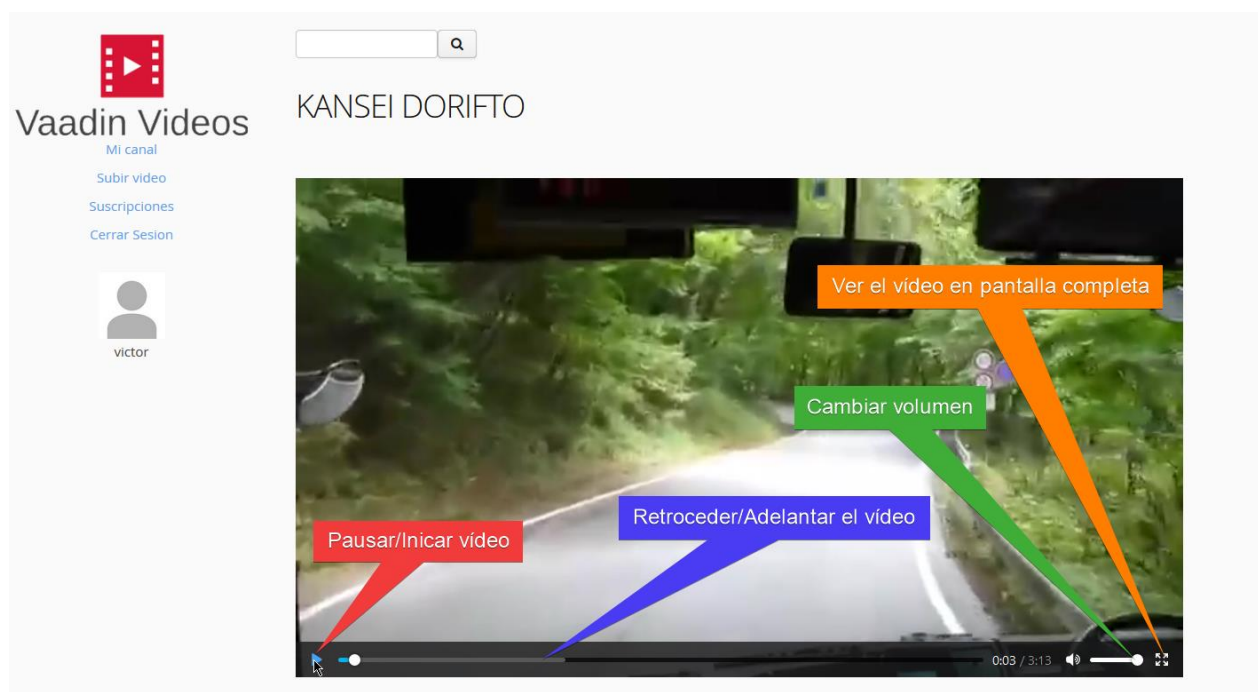 Vaadin Videos
Mi canal
Subir video
Suscripciones
Cerrar Sesion
victor
KANSEI DORIFTO
Ver el vídeo en pantalla completa
Cambiar volumen
Retroceder/Adelantar el vídeo
Pausar/Inicar vídeo
0:03 / 3:13